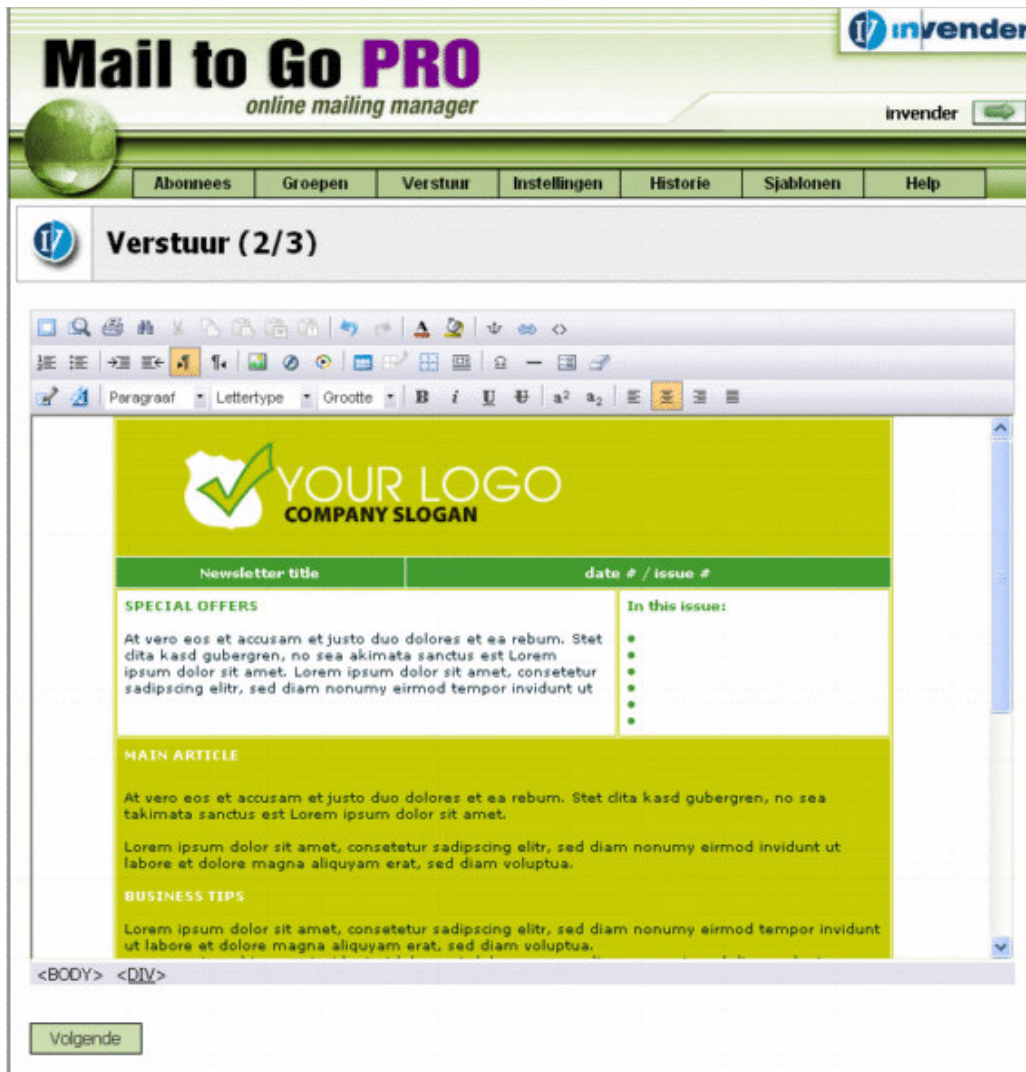 invender
Mail to Go PRO
online mailing manager
invender
Abonnees Groepen Verstuur Instellingen Historie Sjablonen Help
Verstuur (2/3)
Paragraaf Lettertype Grootte B i U U a² a₂
YOUR LOGO
COMPANY SLOGAN
Newsletter title date # / issue #
SPECIAL OFFERS
At vero eos et accusam et justo duo dolores et ea rebum. Stet
clita kasd gubergren, no sea akimata sanctus est Lorem
ipsum dolor sit amet. Lorem ipsum dolor sit amet, consetetur
sadipscing elitr, sed diam nonumy eirmod tempor invidunt ut
In this issue:
MAIN ARTICLE
At vero eos et accusam et justo duo dolores et ea rebum. Stet clita kasd gubergren, no sea
takimata sanctus est Lorem ipsum dolor sit amet.
Lorem ipsum dolor sit amet, consetetur sadipscing elitr, sed diam nonumy eirmod invidunt ut
labore et dolore magna aliquyam erat, sed diam voluptua.
BUSINESS TIPS
Lorem ipsum dolor sit amet, consetetur sadipscing elitr, sed diam nonumy eirmod tempor invidunt
ut labore et dolore magna aliquyam erat, sed diam voluptua.
<BODY> <DIV>
Volgende